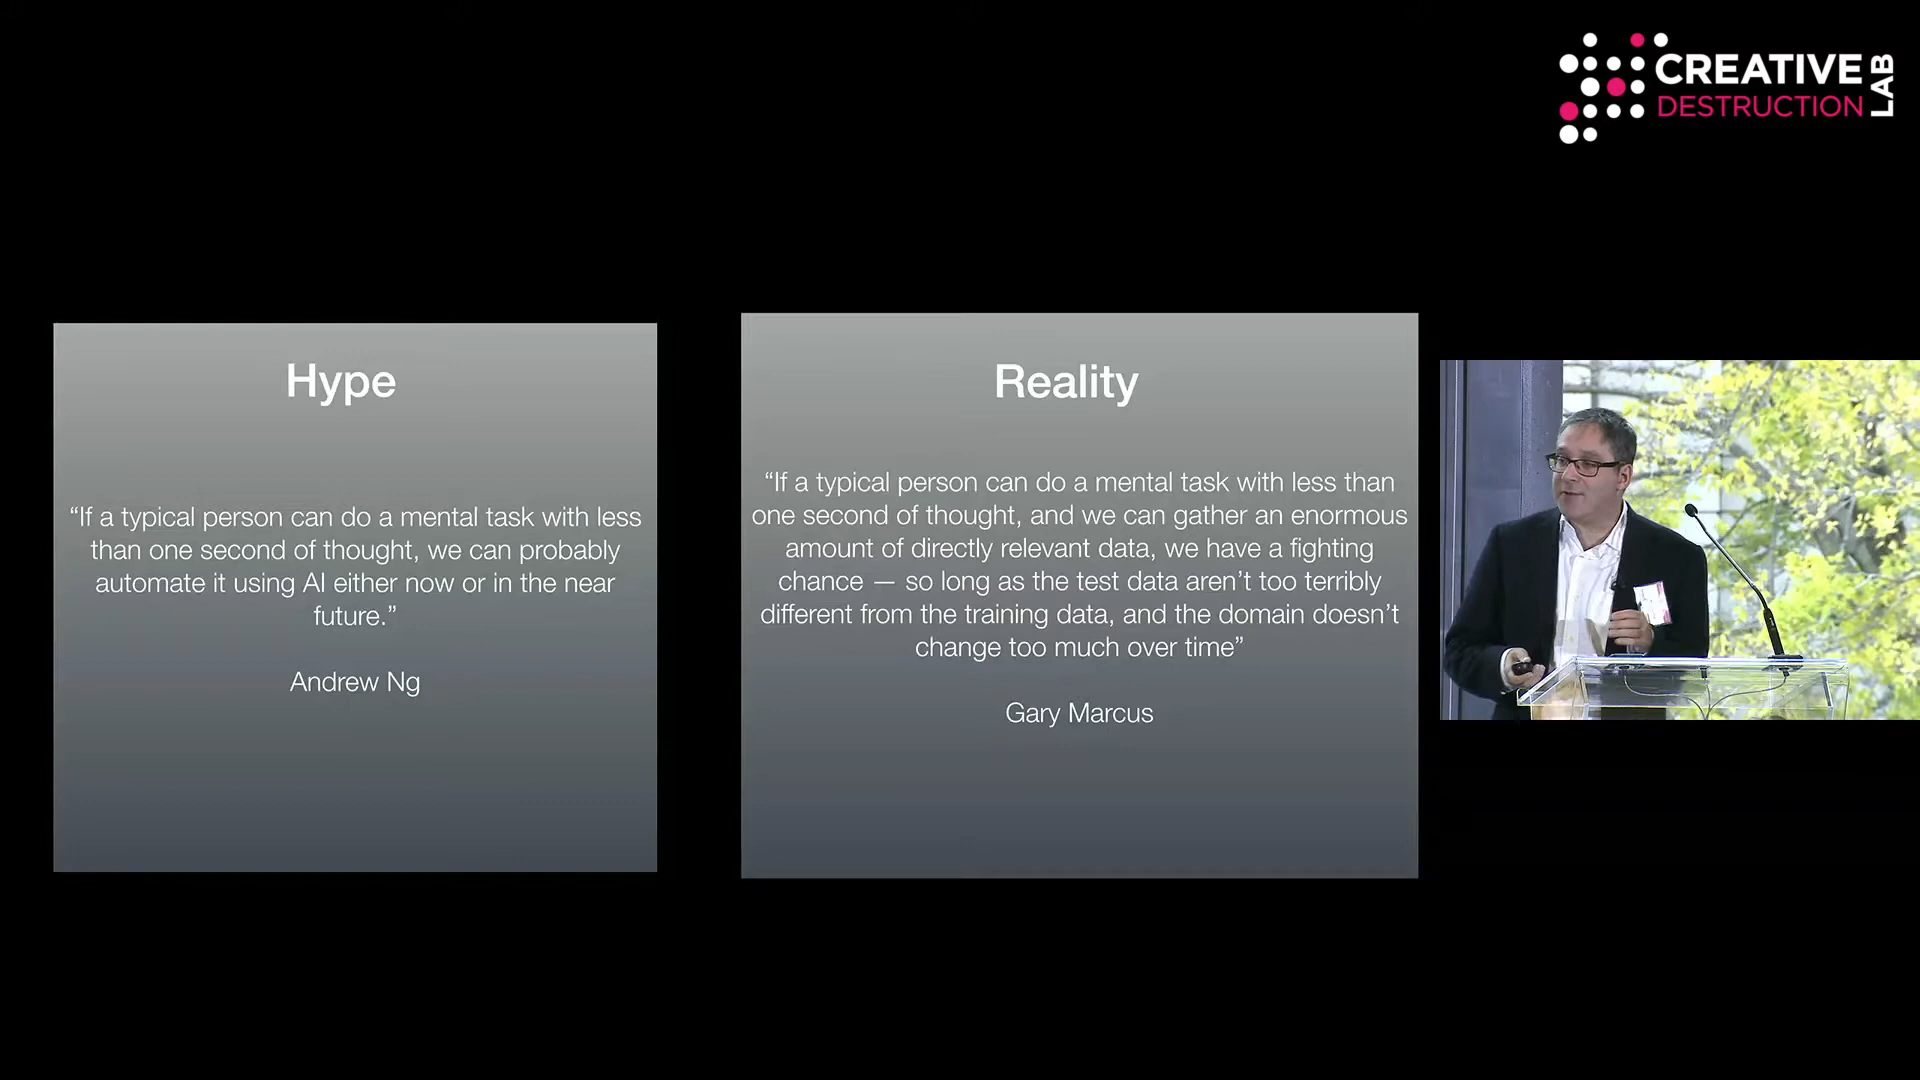 CREATIVE
DESTRUCTION
LAB
Hype
“If a typical person can do a mental task with less
than one second of thought, we can probably
automate it using AI either now or in the near
future.”
Andrew Ng
Reality
“If a typical person can do a mental task with less than
one second of thought, and we can gather an enormous
amount of directly relevant data, we have a fighting
chance — so long as the test data aren’t too terribly
different from the training data, and the domain doesn’t
change too much over time”
Gary Marcus